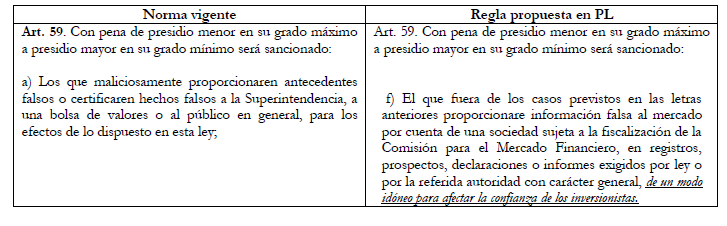 Norma vigente
Art. 59. Con pena de presidio menor en su grado máximo
a presidio mayor en su grado mínimo será sancionado:
a) Los que maliciosamente proporcionaren antecedentes
falsos o certificaren hechos falsos a la Superintendencia, a
una bolsa de valores o al público en general, para los
efectos de lo dispuesto en esta ley;
Regla propuesta en PL
Art. 59. Con pena de presidio menor en su grado máximo
a presidio mayor en su grado mínimo será sancionado:
f) El que fuera de los casos previstos en las letras
anteriores proporcionare información falsa al mercado
por cuenta de una sociedad sujeta a la fiscalización de la
Comisión para el Mercado Financiero, en registros,
prospectos, declaraciones o informes exigidos por ley o
por la referida autoridad con carácter general, de un modo
idóneo para afectar la confianza de los inversionistas.